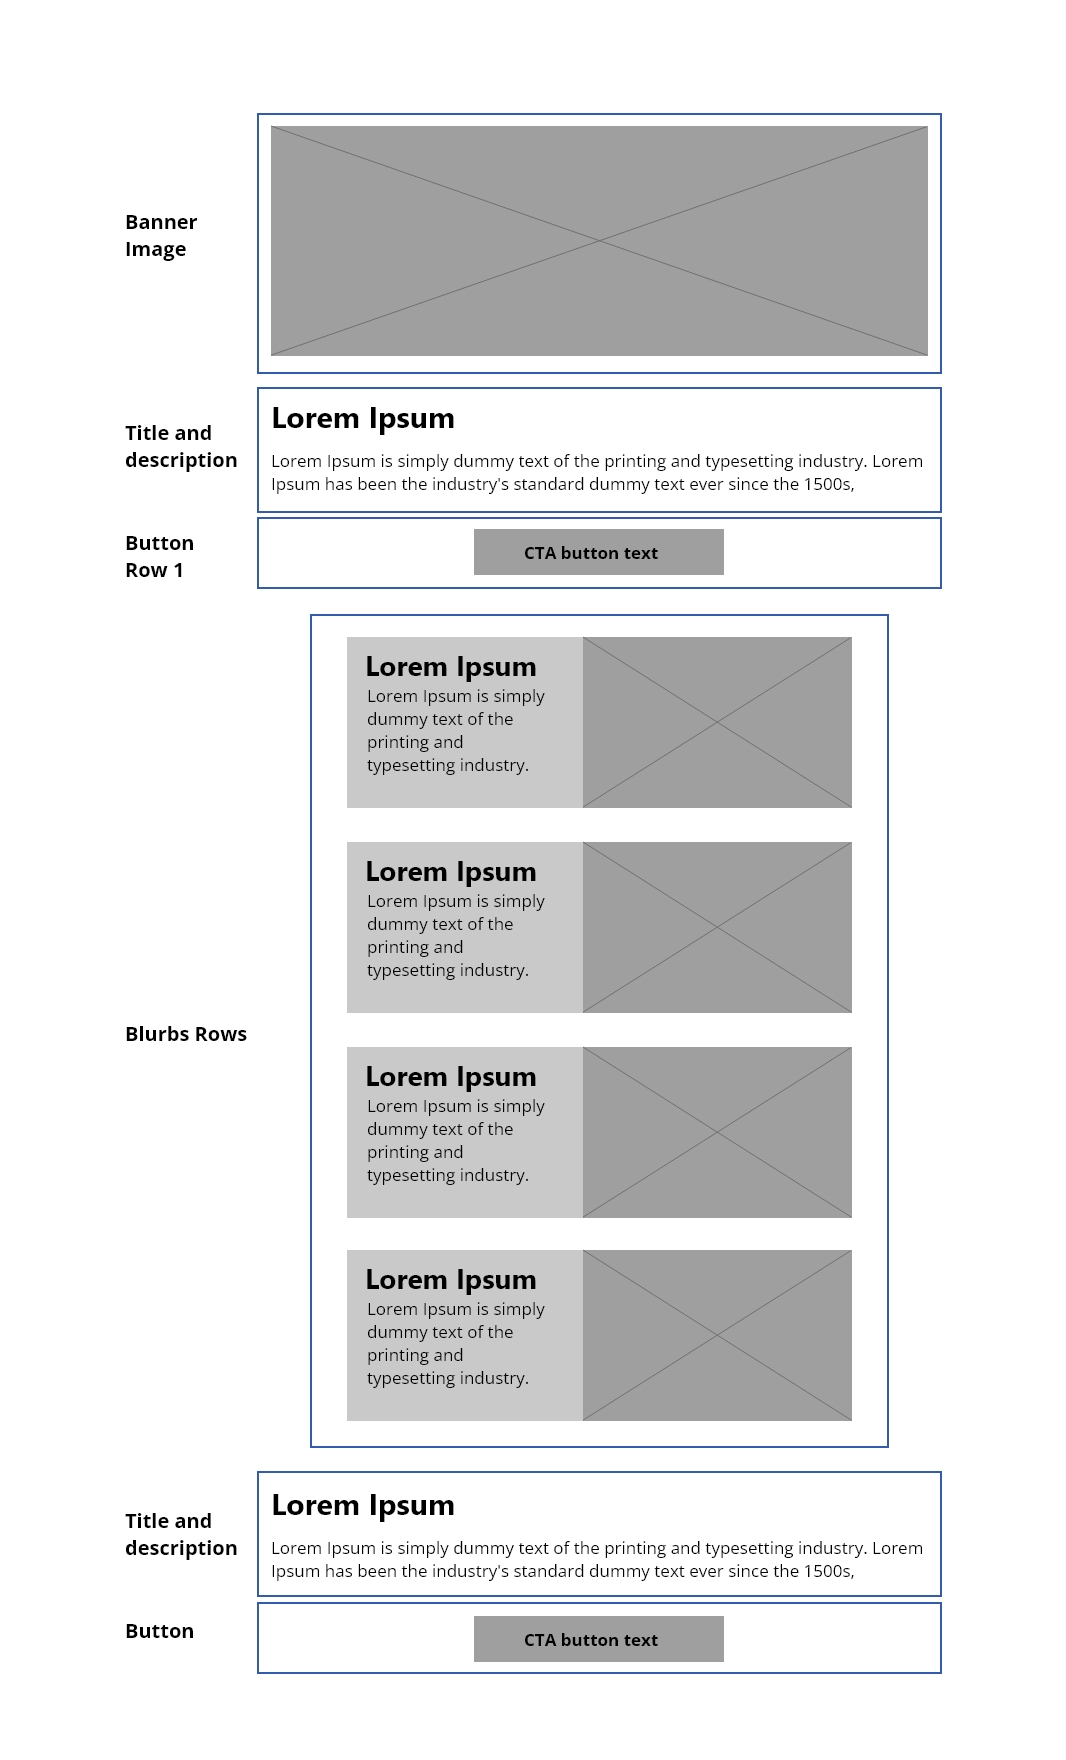 Banner
Image
Title and
description
Lorem Ipsum
Lorem Ipsum is simply dummy text of the printing and typesetting industry. Lorem
Ipsum has been the industry's standard dummy text ever since the 1500s,
Button
Row 1
CTA button text
Blurbs Rows
Lorem Ipsum
Lorem Ipsum is simply
dummy text of the
printing and
typesetting industry.
Lorem Ipsum
Lorem Ipsum is simply
dummy text of the
printing and
typesetting industry.
Lorem Ipsum
Lorem Ipsum is simply
dummy text of the
printing and
typesetting industry.
Lorem Ipsum
Lorem Ipsum is simply
dummy text of the
printing and
typesetting industry.
Title and
description
Lorem Ipsum
Lorem Ipsum is simply dummy text of the printing and typesetting industry. Lorem
Ipsum has been the industry's standard dummy text ever since the 1500s,
Button
CTA button text